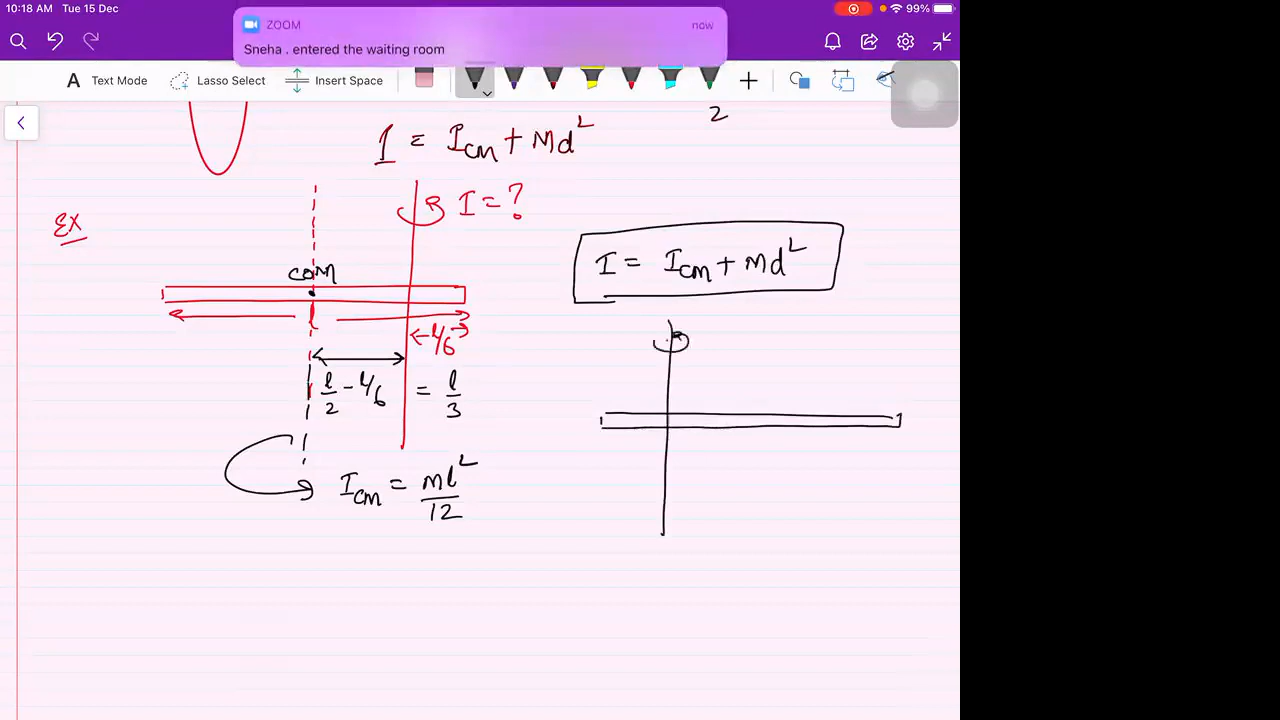 10:18 AM Tue 15 Dec
99%
ZOOM
now
Sneha . entered the waiting room
A Text Mode
Lasso Select
Insert Space
2
I = Icm + Md²
Ex
I = ?
COM
I = Icm + Md²
l
l/6
l/2 - l/6 = l/3
Icm = Ml²/12